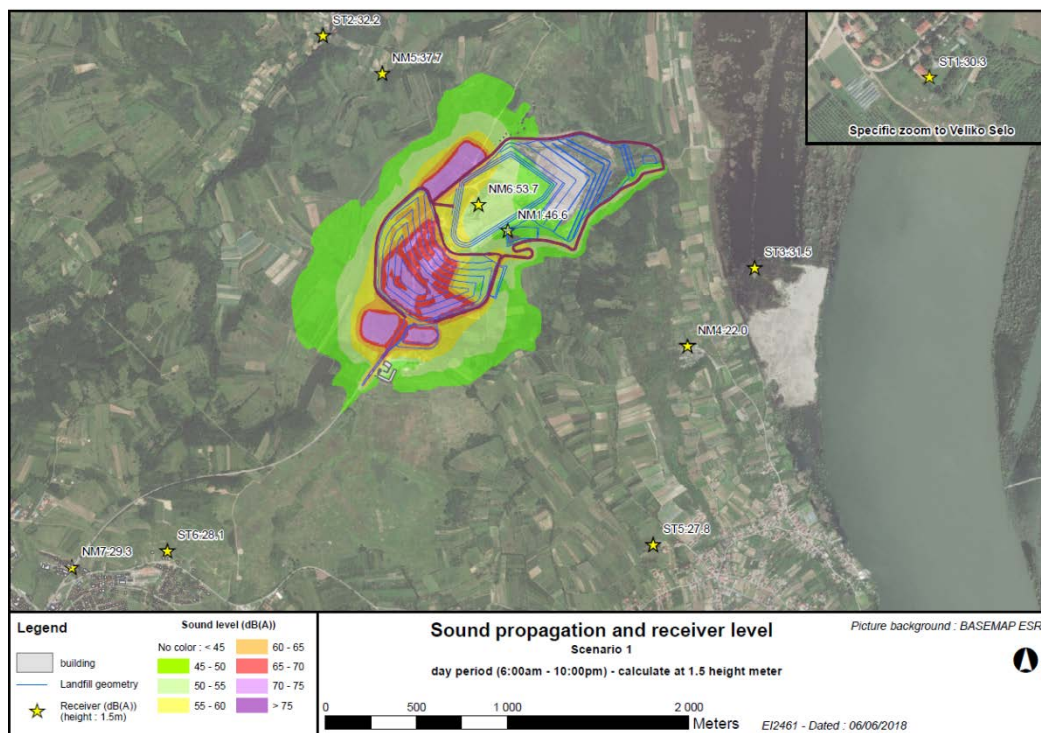 ST2:32.2
NM5:37.7
ST1:30.3
Specific zoom to Veliko Selo
NM6:53.7
NM1:46.6
ST3:31.5
NM4:22.0
ST6:28.1
NM7:29.3
ST5:27.8
Legend
building
Landfill geometry
Receiver (dB(A))
(height : 1.5m)
Sound level (dB(A))
No color : < 45
45 - 50
50 - 55
55 - 60
60 - 65
65 - 70
70 - 75
> 75
Sound propagation and receiver level
Scenario 1
day period (6:00am - 10:00pm) - calculate at 1.5 height meter
Picture background : BASEMAP ESR
0 500 1 000 2 000
Meters
EI2461 - Dated : 06/06/2018